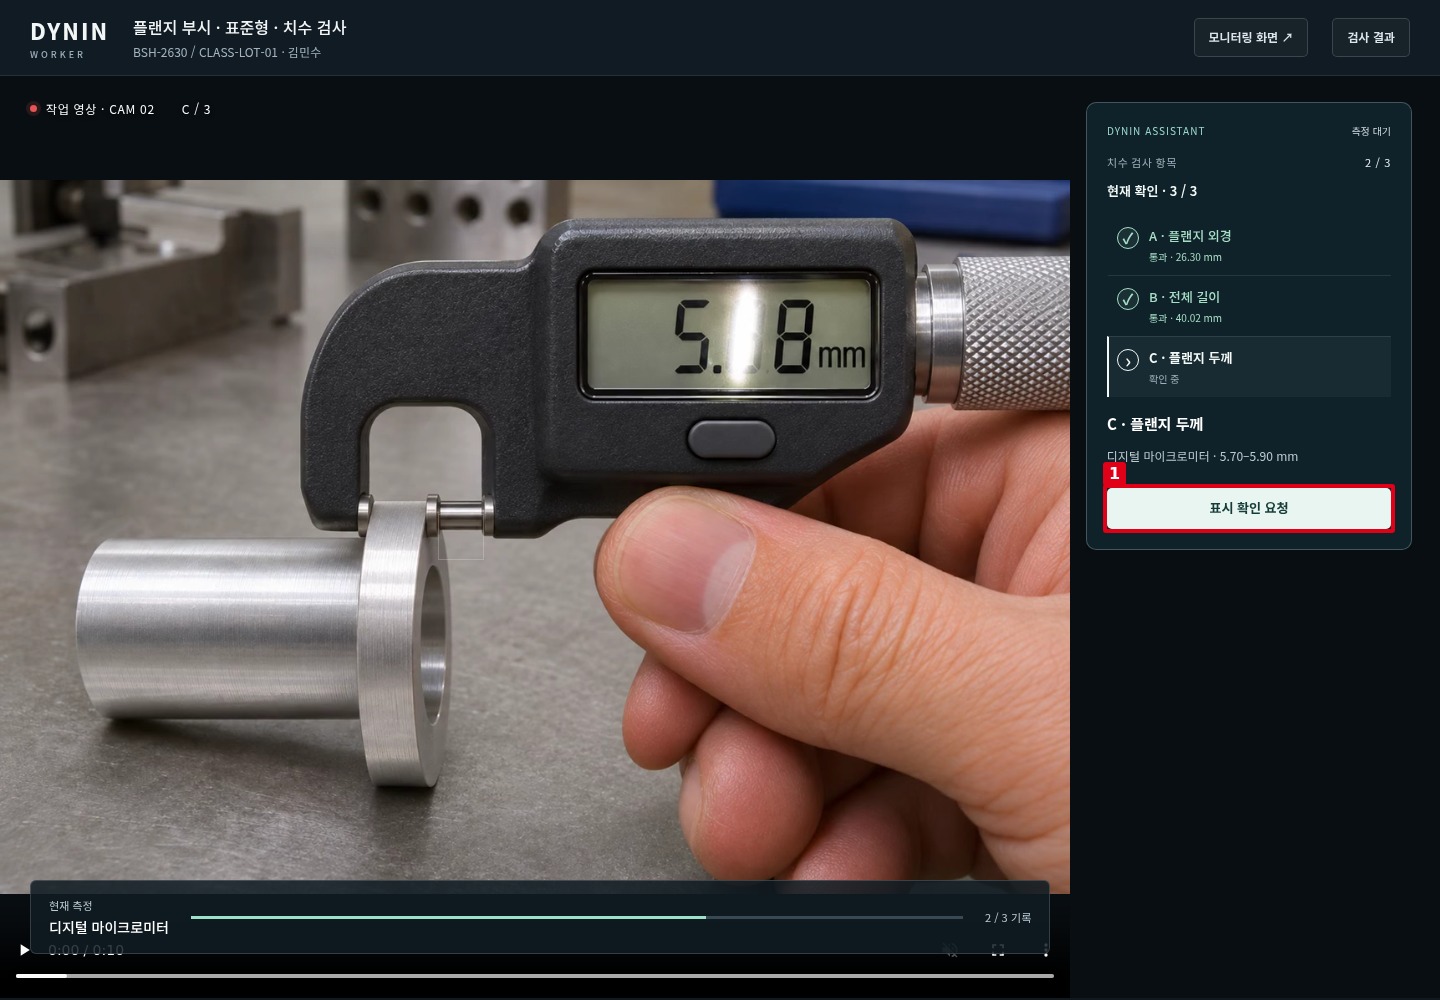 DYNIN
WORKER
플랜지 부시 · 표준형 · 치수 검사
BSH-2630 / CLASS-LOT-01 · 김민수
모니터링 화면 ↗
검사 결과
작업 영상 · CAM 02
C / 3
DYNIN ASSISTANT
측정 대기
치수 검사 항목
2 / 3
현재 확인 · 3 / 3
A · 플랜지 외경
통과 · 26.30 mm
B · 전체 길이
통과 · 40.02 mm
C · 플랜지 두께
확인 중
C · 플랜지 두께
디지털 마이크로미터 · 5.70–5.90 mm
1
표시 확인 요청
mm
현재 측정
디지털 마이크로미터
2 / 3 기록
0:00 / 0:10